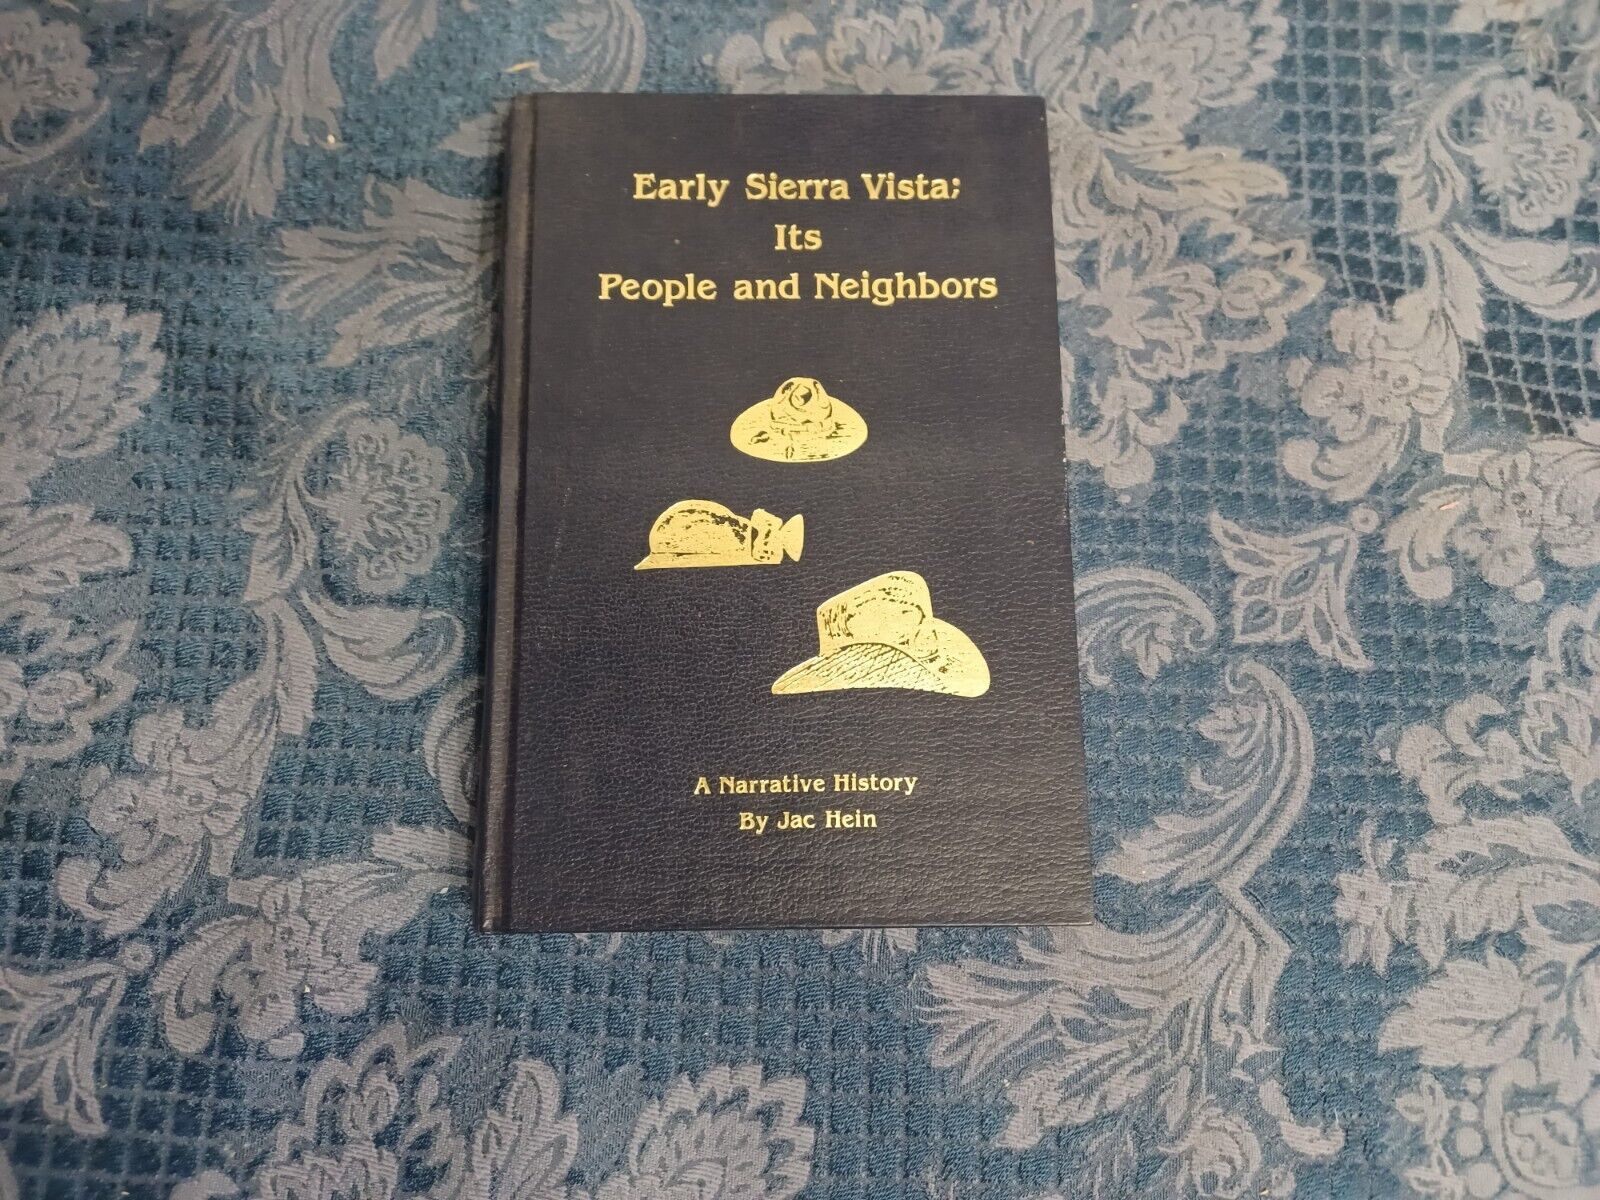 Early Sierra Vista;
Its
People and Neighbors
A Narrative History
By Jac Hein